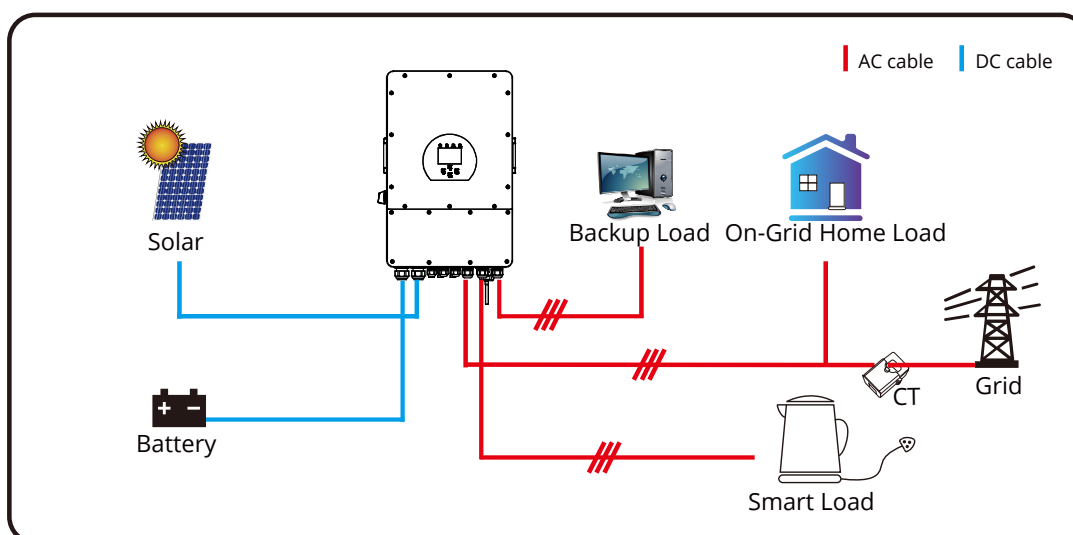 AC cable
DC cable
Solar
Backup Load
On-Grid Home Load
CT
Grid
+ −
Battery
Smart Load